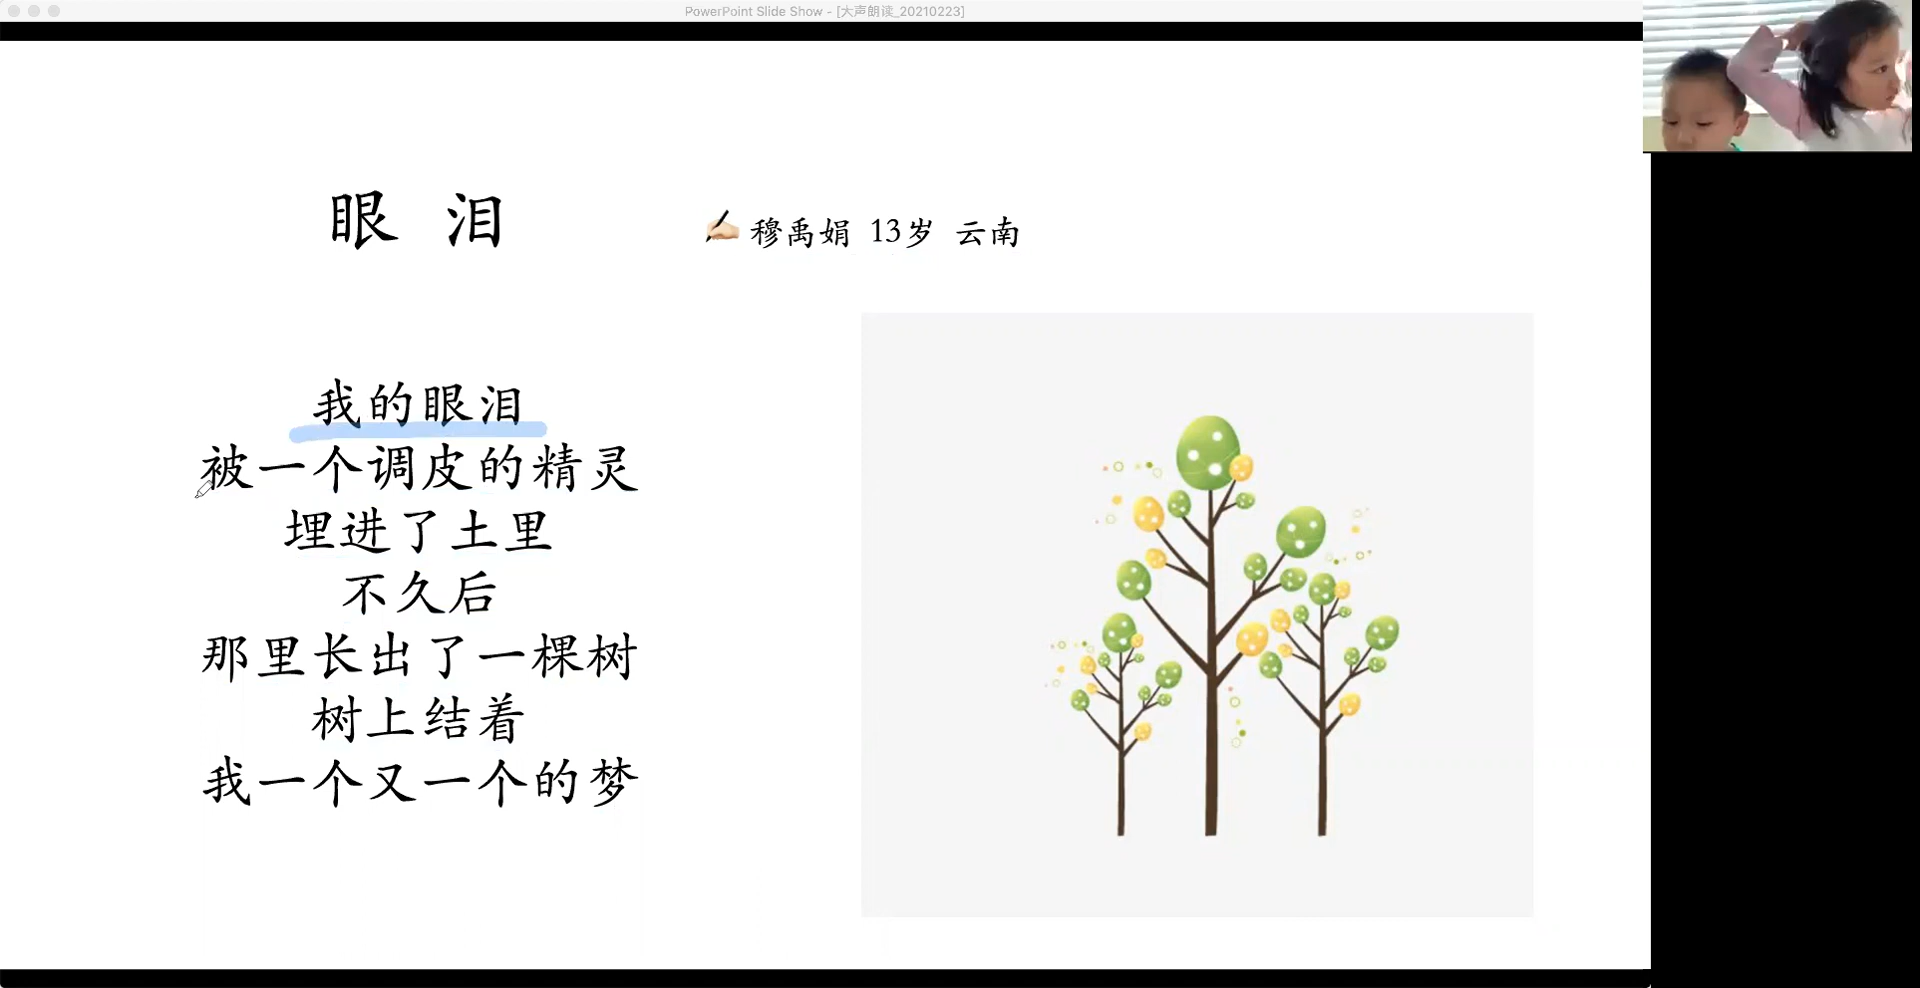 PowerPoint Slide Show - [大声朗读_20210223]
眼 泪
穆禹娟 13岁 云南
我的眼泪
被一个调皮的精灵
埋进了土里
不久后
那里长出了一棵树
树上结着
我一个又一个的梦